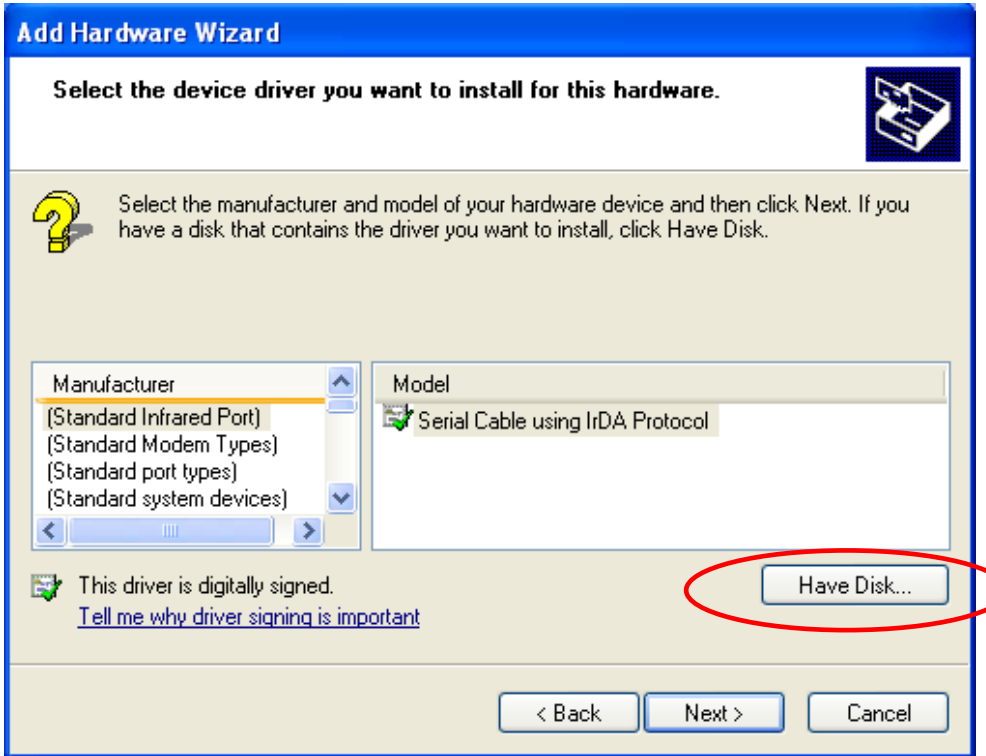 Add Hardware Wizard
Select the device driver you want to install for this hardware.
Select the manufacturer and model of your hardware device and then click Next. If you
have a disk that contains the driver you want to install, click Have Disk.
Manufacturer
(Standard Infrared Port)
(Standard Modem Types)
(Standard port types)
(Standard system devices)
Model
Serial Cable using IrDA Protocol
This driver is digitally signed.
Tell me why driver signing is important
Have Disk...
< Back
Next >
Cancel